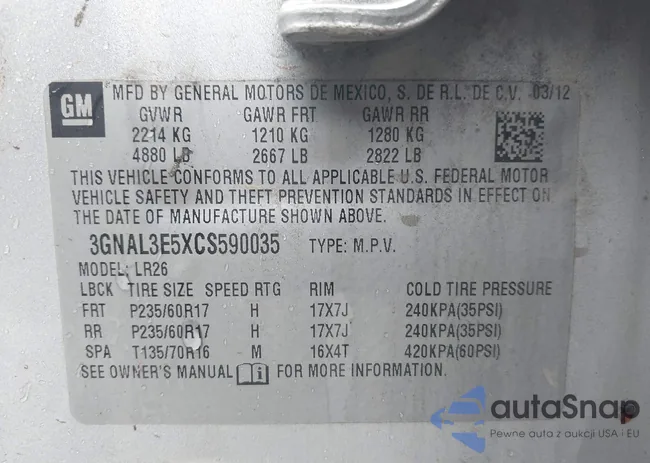 GM
MFD BY GENERAL MOTORS DE MEXICO, S. DE R.L. DE C.V. 03/12
GVWR GAWR FRT GAWR RR
2214 KG 1210 KG 1280 KG
4880 LB 2667 LB 2822 LB
THIS VEHICLE CONFORMS TO ALL APPLICABLE U.S. FEDERAL MOTOR
VEHICLE SAFETY AND THEFT PREVENTION STANDARDS IN EFFECT ON
THE DATE OF MANUFACTURE SHOWN ABOVE.
3GNAL3E5XCS590035 TYPE: M.P.V.
MODEL: LR26
LBCK TIRE SIZE SPEED RTG RIM COLD TIRE PRESSURE
FRT P235/60R17 H 17X7J 240KPA(35PSI)
RR P235/60R17 H 17X7J 240KPA(35PSI)
SPA T135/70R16 M 16X4T 420KPA(60PSI)
SEE OWNER'S MANUAL i FOR MORE INFORMATION.
autaSnap
Pewne auta z aukcji USA i EU